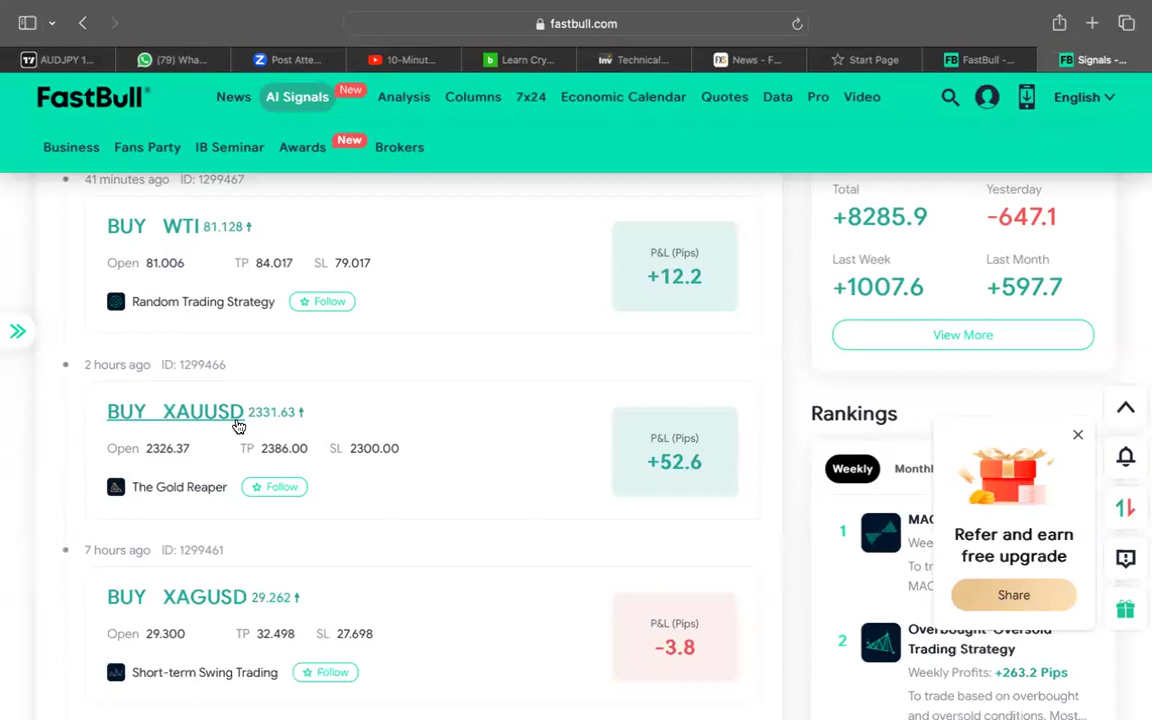 fastbull.com
AUDJPY 1...
(79) Wha...
Post Atte...
10-Minut...
Learn Cry...
Technical...
News - F...
Start Page
FastBull -...
Signals -...
FastBull
News
AI Signals
New
Analysis
Columns
7x24
Economic Calendar
Quotes
Data
Pro
Video
English
Business
Fans Party
IB Seminar
Awards
New
Brokers
41 minutes ago ID: 1299467
BUY WTI 81.128
Open 81.006 TP 84.017 SL 79.017
Random Trading Strategy
Follow
P&L (Pips)
+12.2
2 hours ago ID: 1299466
BUY XAUUSD 2331.63
Open 2326.37 TP 2386.00 SL 2300.00
The Gold Reaper
Follow
P&L (Pips)
+52.6
7 hours ago ID: 1299461
BUY XAGUSD 29.262
Open 29.300 TP 32.498 SL 27.698
Short-term Swing Trading
Follow
P&L (Pips)
-3.8
Total
+8285.9
Yesterday
-647.1
Last Week
+1007.6
Last Month
+597.7
View More
Rankings
Weekly
Month
1
MAC
Wee
To tr
MAC
Refer and earn
free upgrade
Share
2
Overbought-Oversold
Trading Strategy
Weekly Profits: +263.2 Pips
To trade based on overbought
and oversold conditions. Most...